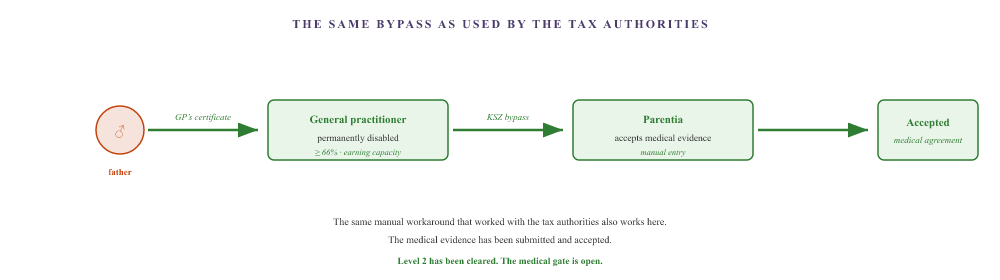 THE SAME BYPASS AS USED BY THE TAX AUTHORITIES
♂
father
GP's certificate
General practitioner
permanently disabled
≥ 66% · earning capacity
KSZ bypass
Parentia
accepts medical evidence
manual entry
Accepted
medical agreement
The same manual workaround that worked with the tax authorities also works here.
The medical evidence has been submitted and accepted.
Level 2 has been cleared. The medical gate is open.